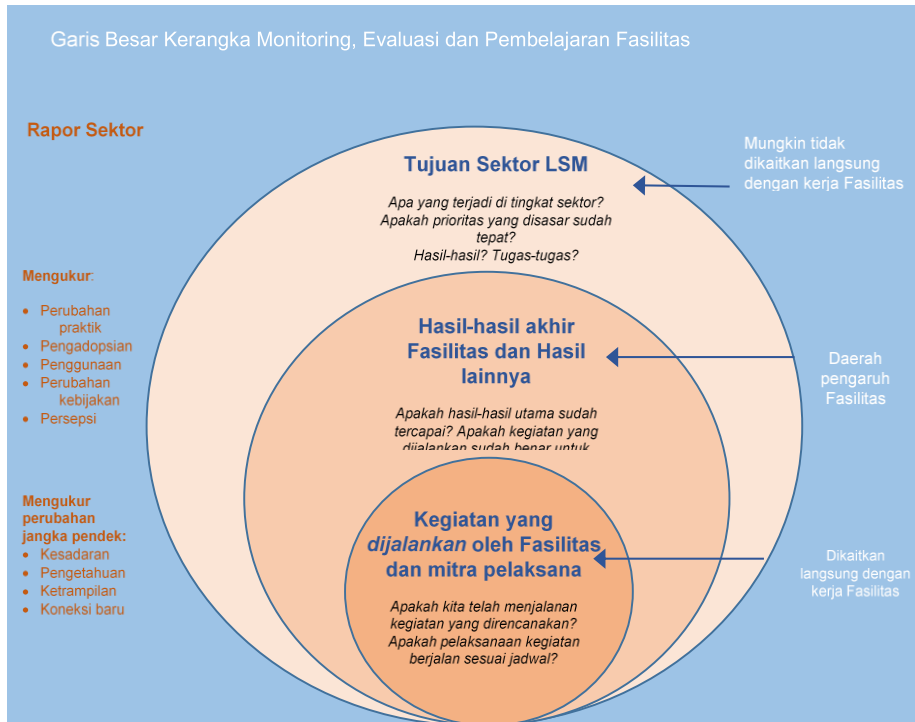 Garis Besar Kerangka Monitoring, Evaluasi dan Pembelajaran Fasilitas
Rapor Sektor
Tujuan Sektor LSM
Apa yang terjadi di tingkat sektor?
Apakah prioritas yang disasar sudah
tepat?
Hasil-hasil? Tugas-tugas?
Mungkin tidak
dikaitkan langsung
dengan kerja Fasilitas
Mengukur:
• Perubahan
praktik
• Pengadopsian
• Penggunaan
• Perubahan
kebijakan
• Persepsi
Hasil-hasil akhir
Fasilitas dan Hasil
lainnya
Apakah hasil-hasil utama sudah
tercapai? Apakah kegiatan yang
dijalankan sudah benar untuk
Daerah
pengaruh
Fasilitas
Mengukur
perubahan
jangka pendek:
• Kesadaran
• Pengetahuan
• Ketrampilan
• Koneksi baru
Kegiatan yang
dijalankan oleh Fasilitas
dan mitra pelaksana
Apakah kita telah menjalanan
kegiatan yang direncanakan?
Apakah pelaksanaan kegiatan
berjalan sesuai jadwal?
Dikaitkan
langsung dengan
kerja Fasilitas